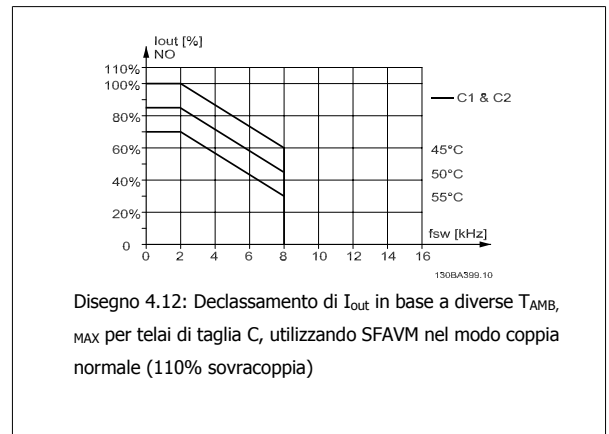 Iout [%]
NO
110%
100%
80%
60%
40%
20%
0
C1 & C2
45°C
50°C
55°C
fsw [kHz]
0 2 4 6 8 10 12 14 16
130BA399.10
Disegno 4.12: Declassamento di Iout in base a diverse TAMB,
MAX per telai di taglia C, utilizzando SFAVM nel modo coppia
normale (110% sovracoppia)